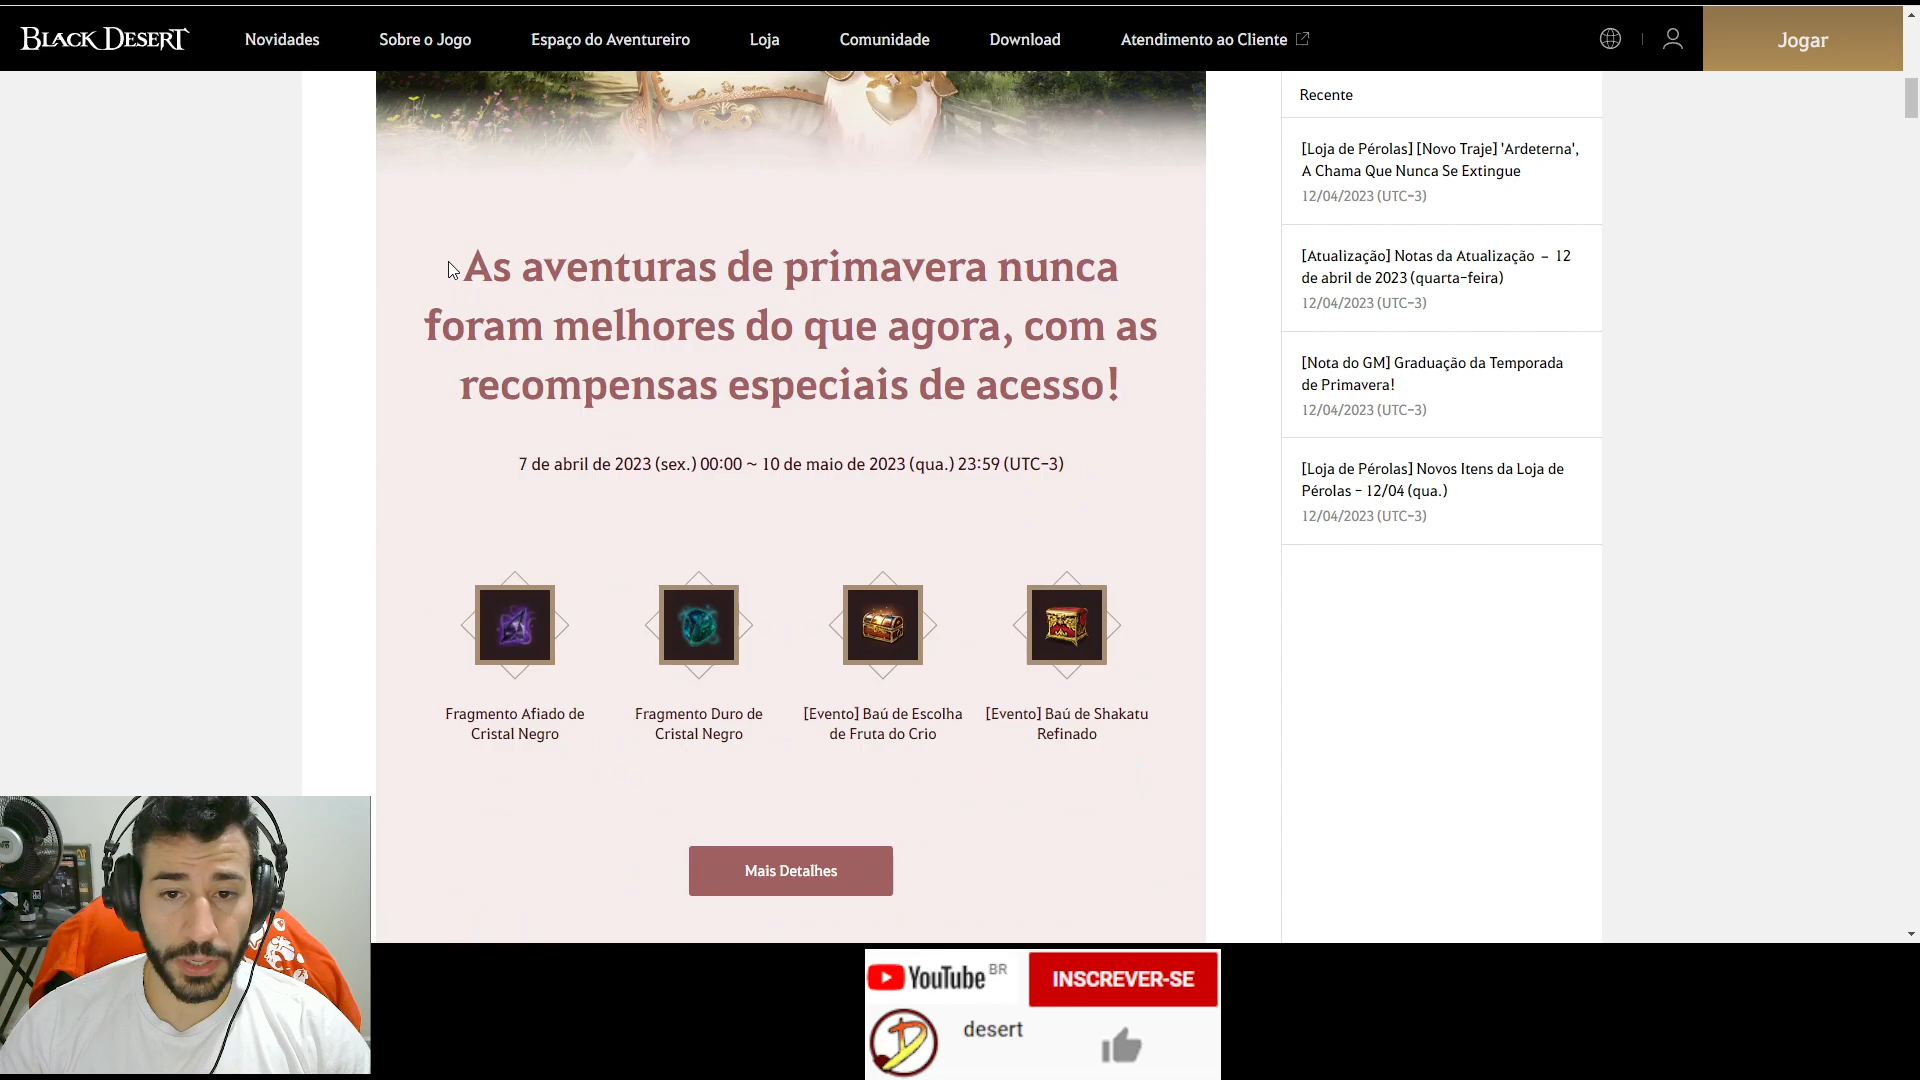 BLACK DESERT
Novidades
Sobre o Jogo
Espaço do Aventureiro
Loja
Comunidade
Download
Atendimento ao Cliente
Jogar
As aventuras de primavera nunca
foram melhores do que agora, com as
recompensas especiais de acesso!
7 de abril de 2023 (sex.) 00:00 ~ 10 de maio de 2023 (qua.) 23:59 (UTC-3)
Fragmento Afiado de
Cristal Negro
Fragmento Duro de
Cristal Negro
[Evento] Baú de Escolha
de Fruta do Crio
[Evento] Baú de Shakatu
Refinado
Mais Detalhes
Recente
[Loja de Pérolas] [Novo Traje] 'Ardeterna',
A Chama Que Nunca Se Extingue
12/04/2023 (UTC-3)
[Atualização] Notas da Atualização – 12
de abril de 2023 (quarta-feira)
12/04/2023 (UTC-3)
[Nota do GM] Graduação da Temporada
de Primavera!
12/04/2023 (UTC-3)
[Loja de Pérolas] Novos Itens da Loja de
Pérolas - 12/04 (qua.)
12/04/2023 (UTC-3)
YouTube BR
INSCREVER-SE
D
desert